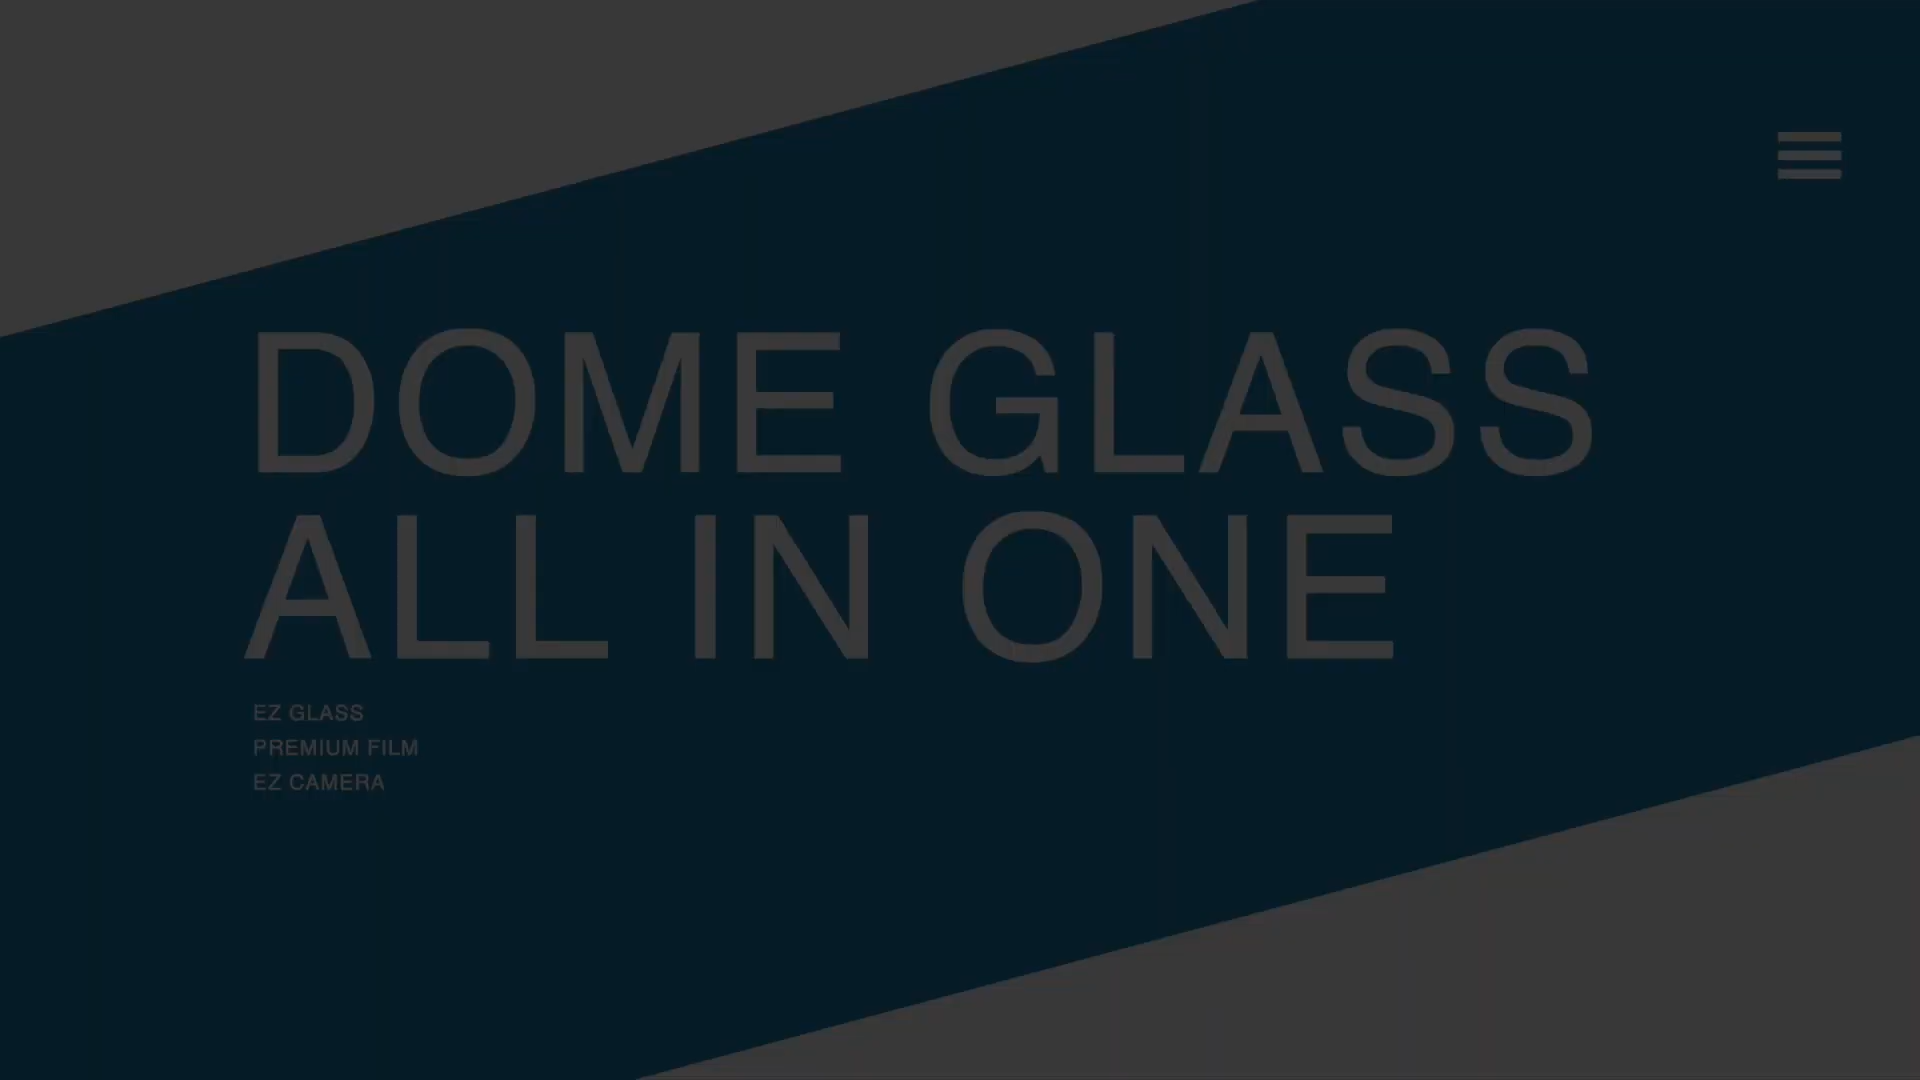 DOME GLASS
ALL IN ONE
EZ GLASS
PREMIUM FILM
EZ CAMERA